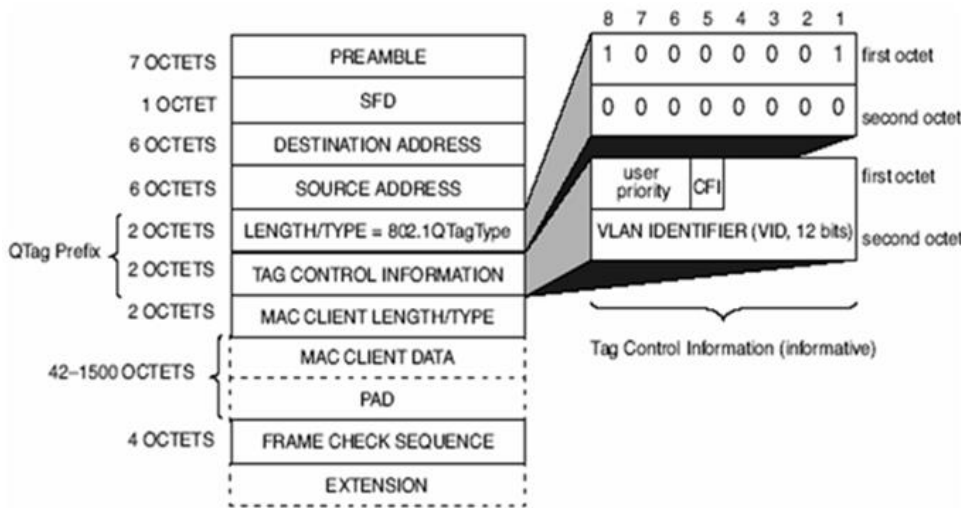 8 7 6 5 4 3 2 1
7 OCTETS PREAMBLE
1 0 0 0 0 0 0 1 first octet
1 OCTET SFD
0 0 0 0 0 0 0 0 second octet
6 OCTETS DESTINATION ADDRESS
6 OCTETS SOURCE ADDRESS
user priority CFI first octet
QTag Prefix
2 OCTETS LENGTH/TYPE = 802.1QTagType
VLAN IDENTIFIER (VID, 12 bits) second octet
2 OCTETS TAG CONTROL INFORMATION
2 OCTETS MAC CLIENT LENGTH/TYPE
Tag Control Information (informative)
42–1500 OCTETS
MAC CLIENT DATA
PAD
4 OCTETS FRAME CHECK SEQUENCE
EXTENSION